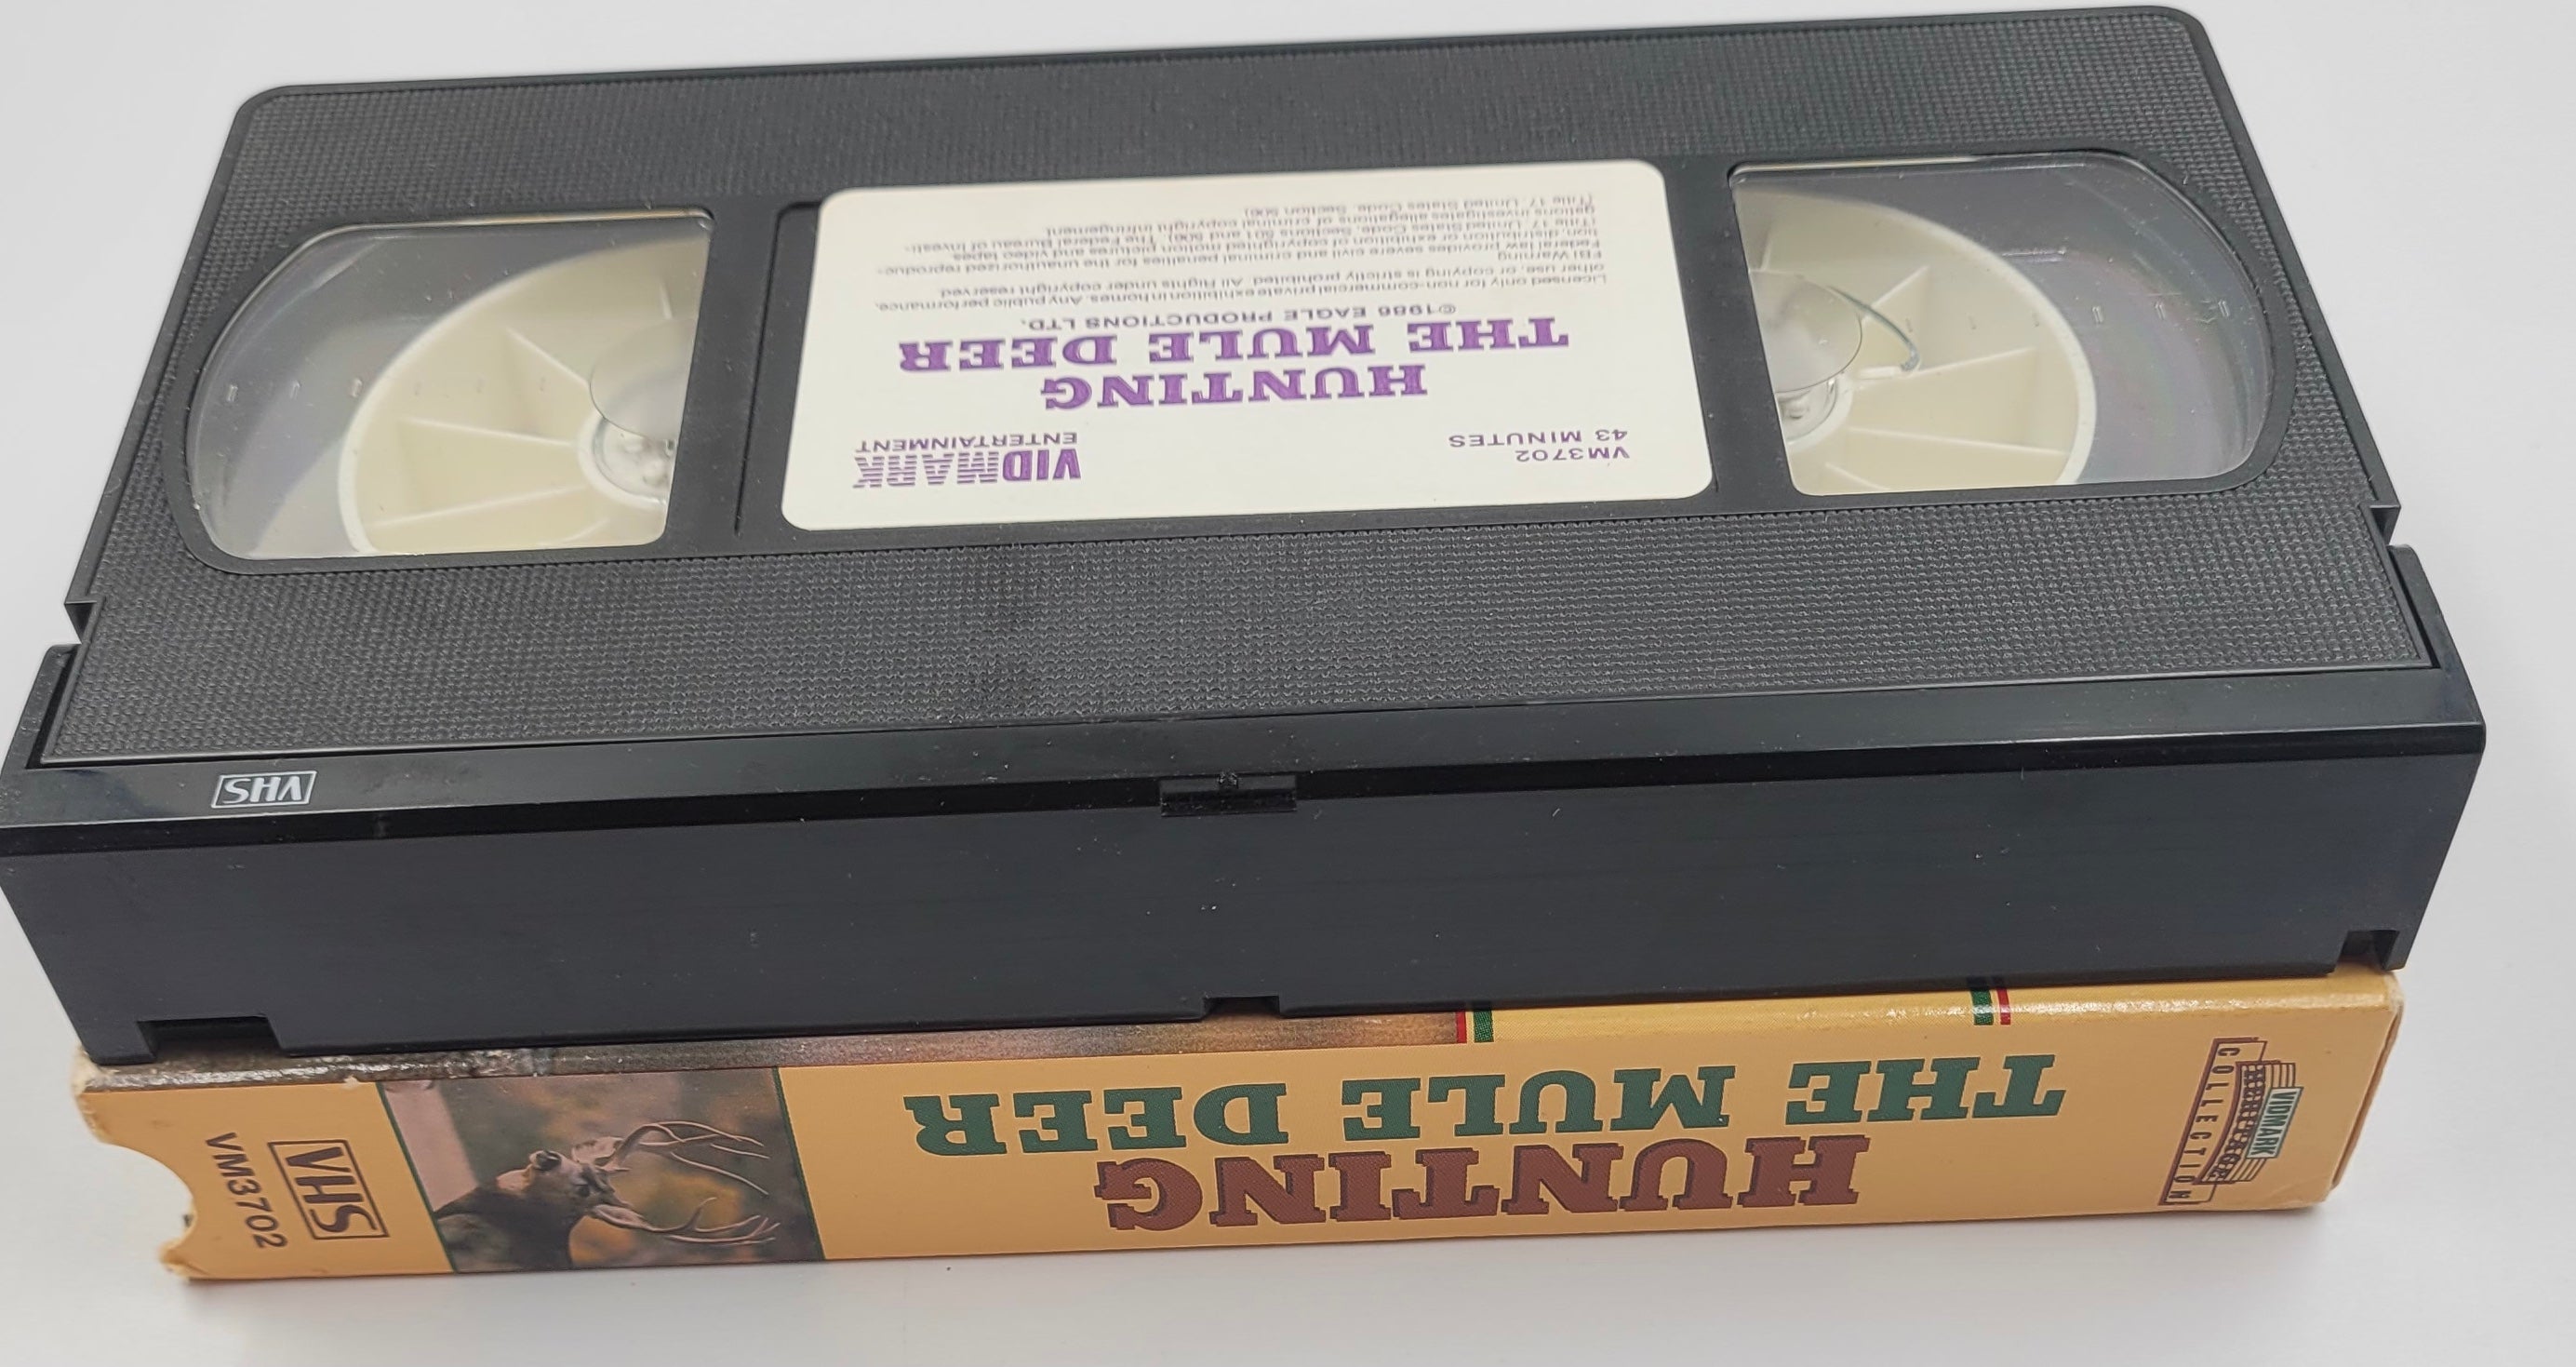 VM3702
43 MINUTES
VIDMARK
ENTERTAINMENT
HUNTING
THE MULE DEER
©1986 EAGLE PRODUCTIONS LTD.
Licensed only for non-commercial private exhibition in homes. Any public performance,
other use, or copying is strictly prohibited. All Rights under copyright reserved.
FBI Warning
Federal law provides severe civil and criminal penalties for the unauthorized reproduc-
tion, distribution or exhibition of copyrighted motion pictures and video tapes
(Title 17, United States Code, Sections 501 and 506). The Federal Bureau of Investi-
gations investigates allegations of criminal copyright infringement
(Title 17, United States Code, Section 506)
VHS
VIDMARK
COLLECTION
HUNTING
THE MULE DEER
VHS
VM3702